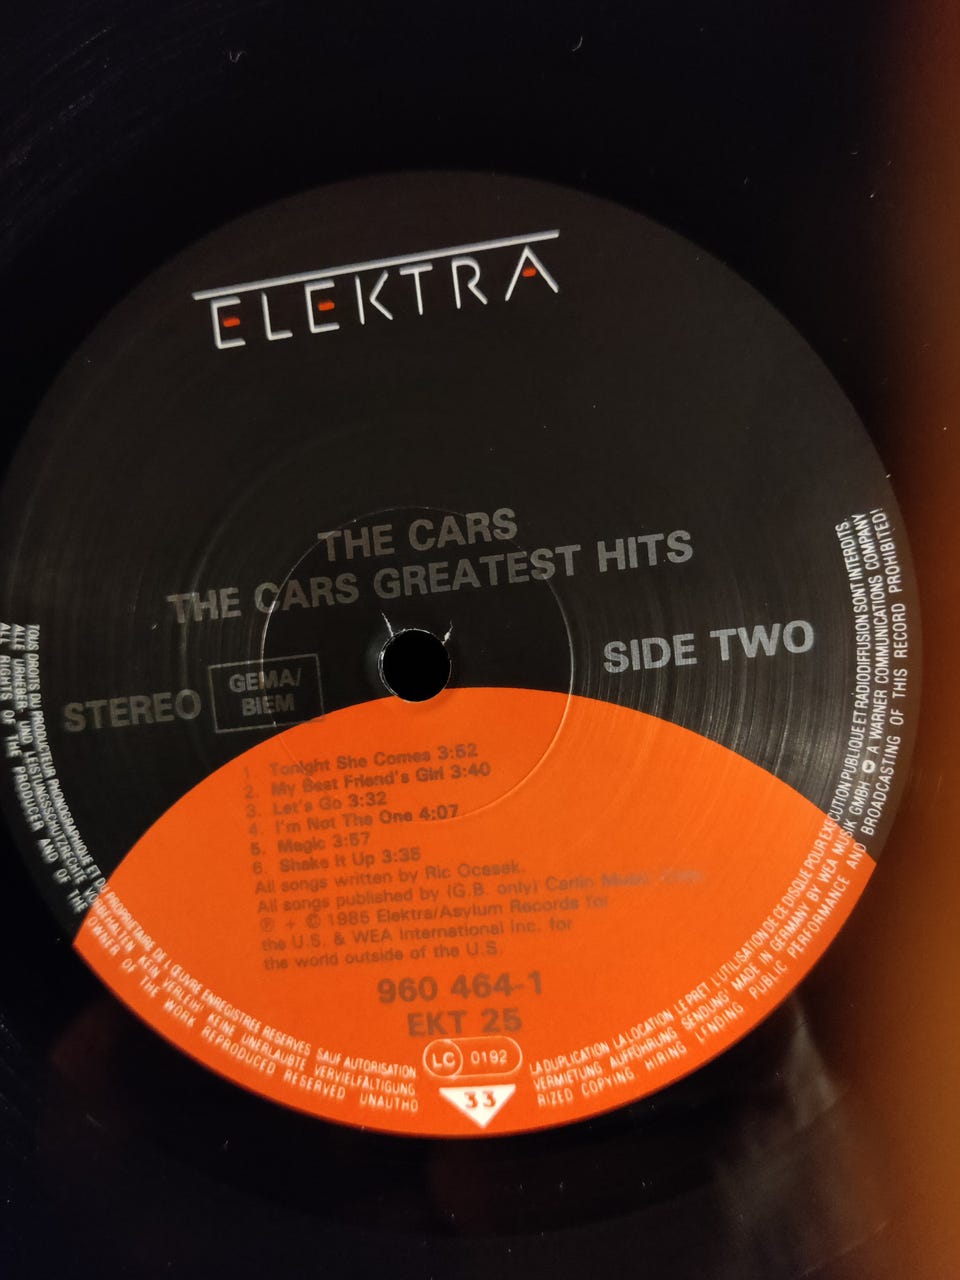 ELEKTRA
THE CARS
THE CARS GREATEST HITS
SIDE TWO
STEREO
GEMA/
BIEM
1. Tonight She Comes 3:52
2. My Best Friend's Girl 3:40
3. Let's Go 3:32
4. I'm Not The One 4:07
5. Magic 3:57
6. Shake It Up 3:35
All songs written by Ric Ocasek.
All songs published by (G.B. only) Carlin Music
℗ + © 1985 Elektra/Asylum Records for
the U.S. & WEA International Inc. for
the world outside of the U.S.
960 464-1
EKT 25
LC 0192
33
TOUS DROITS DU PRODUCTEUR PHONOGRAPHIQUE ET DU PROPRIETAIRE DE L'ŒUVRE ENREGISTREE RESERVES SAUF AUTORISATION LA DUPLICATION LA LOCATION LE PRET L'UTILISATION DE CE DISQUE POUR EXECUTION PUBLIQUE ET RADIODIFFUSION SONT INTERDITS.
ALLE URHEBER- UND LEISTUNGSSCHUTZRECHTE VORBEHALTEN KEIN VERLEIH! KEINE UNERLAUBTE VERVIELFÄLTIGUNG VERMIETUNG, AUFFÜHRUNG, SENDUNG! MADE IN GERMANY BY WEA MUSIK GMBH A WARNER COMMUNICATIONS COMPANY
ALL RIGHTS OF THE PRODUCER AND OF THE OWNER OF THE WORK REPRODUCED RESERVED UNAUTHORIZED COPYING HIRING LENDING PUBLIC PERFORMANCE AND BROADCASTING OF THIS RECORD PROHIBITED!